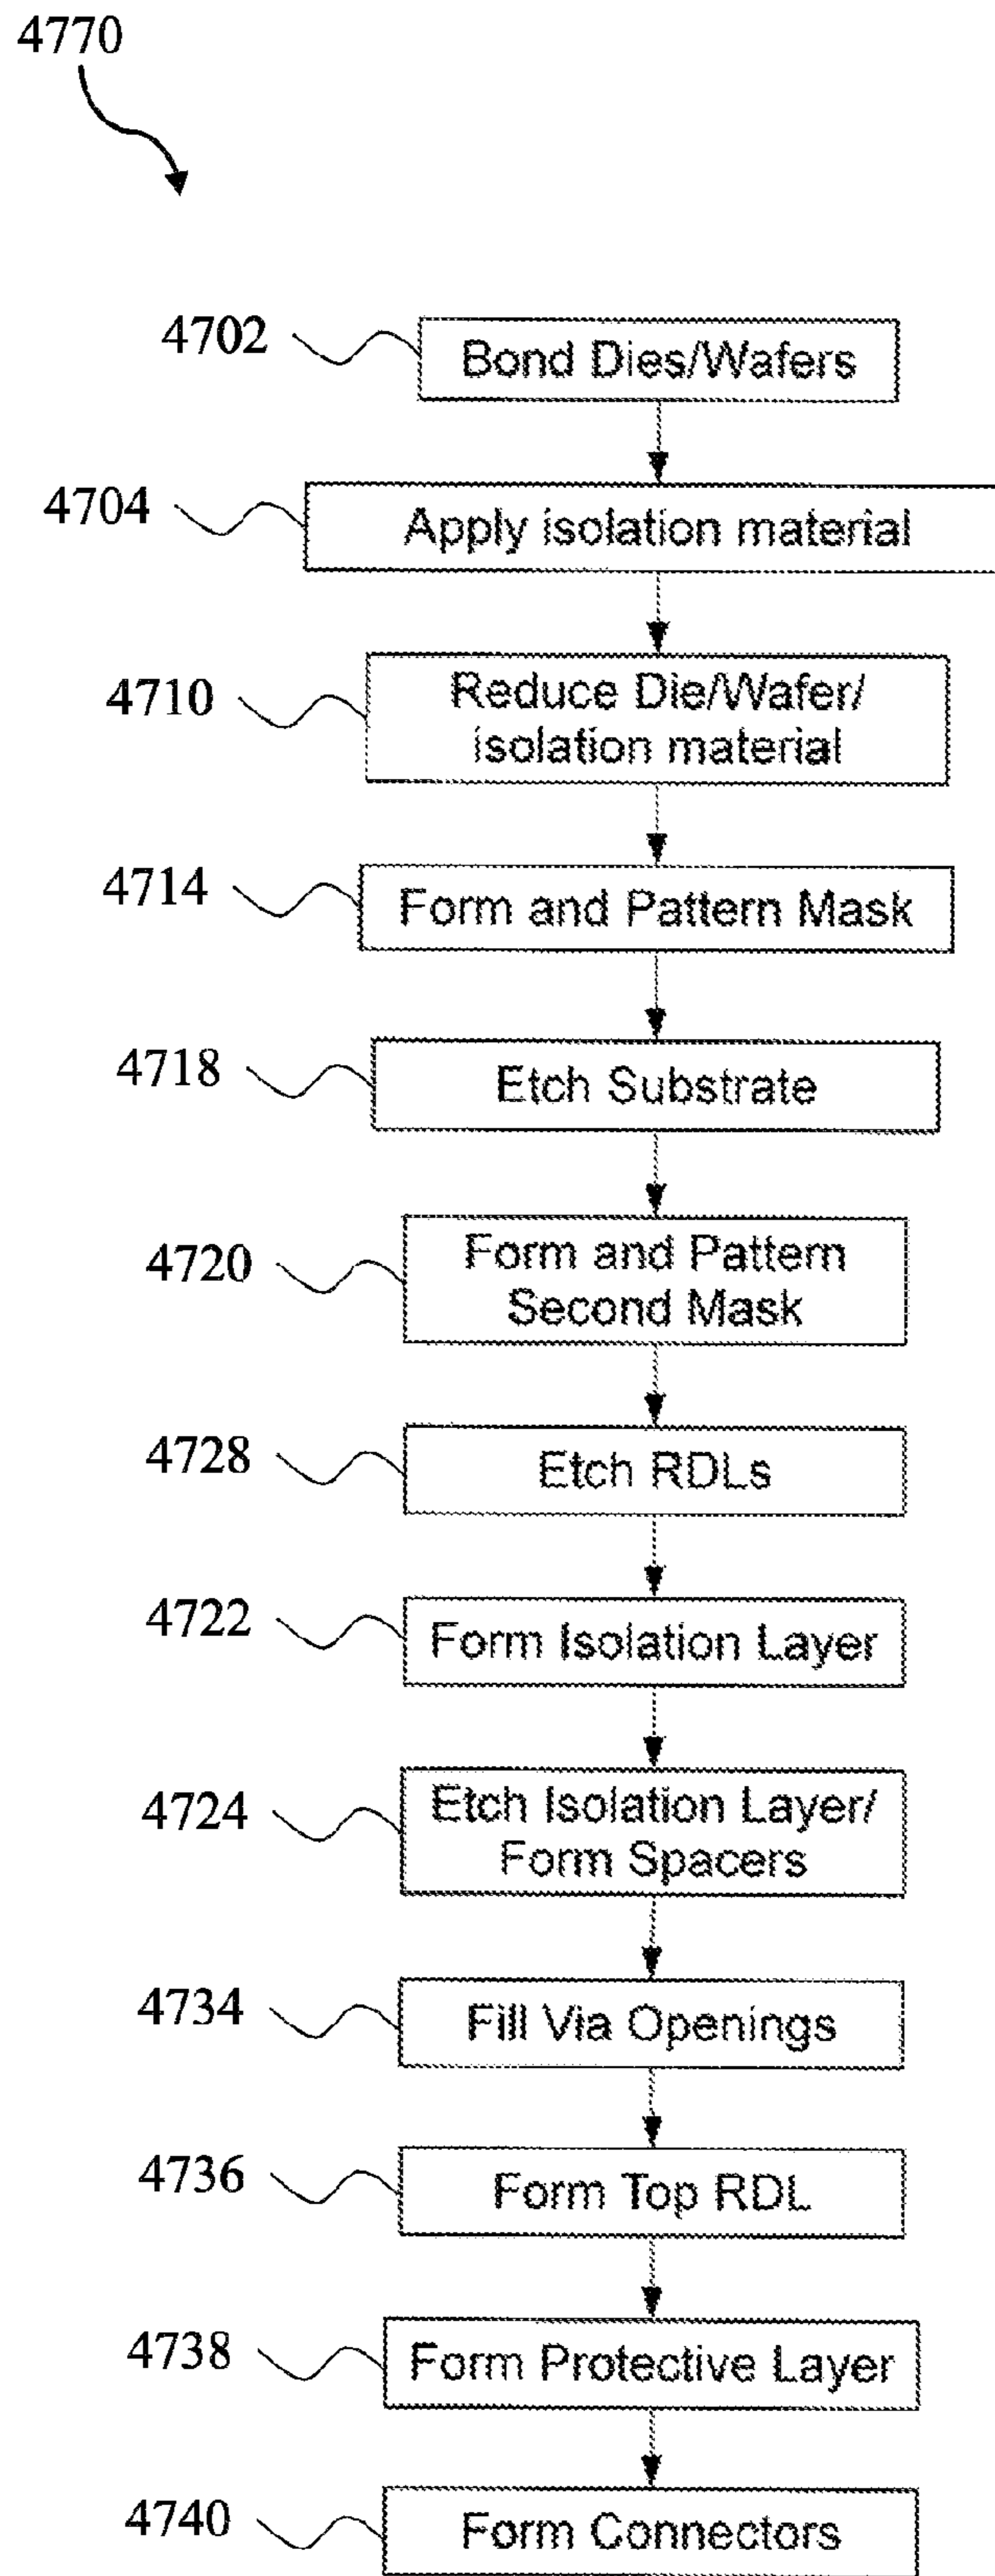 4770
4702
Bond Dies/Wafers
4704
Apply isolation material
4710
Reduce Die/Wafer/
isolation material
4714
Form and Pattern Mask
4718
Etch Substrate
4720
Form and Pattern
Second Mask
4728
Etch RDLs
4722
Form Isolation Layer
4724
Etch Isolation Layer/
Form Spacers
4734
Fill Via Openings
4736
Form Top RDL
4738
Form Protective Layer
4740
Form Connectors